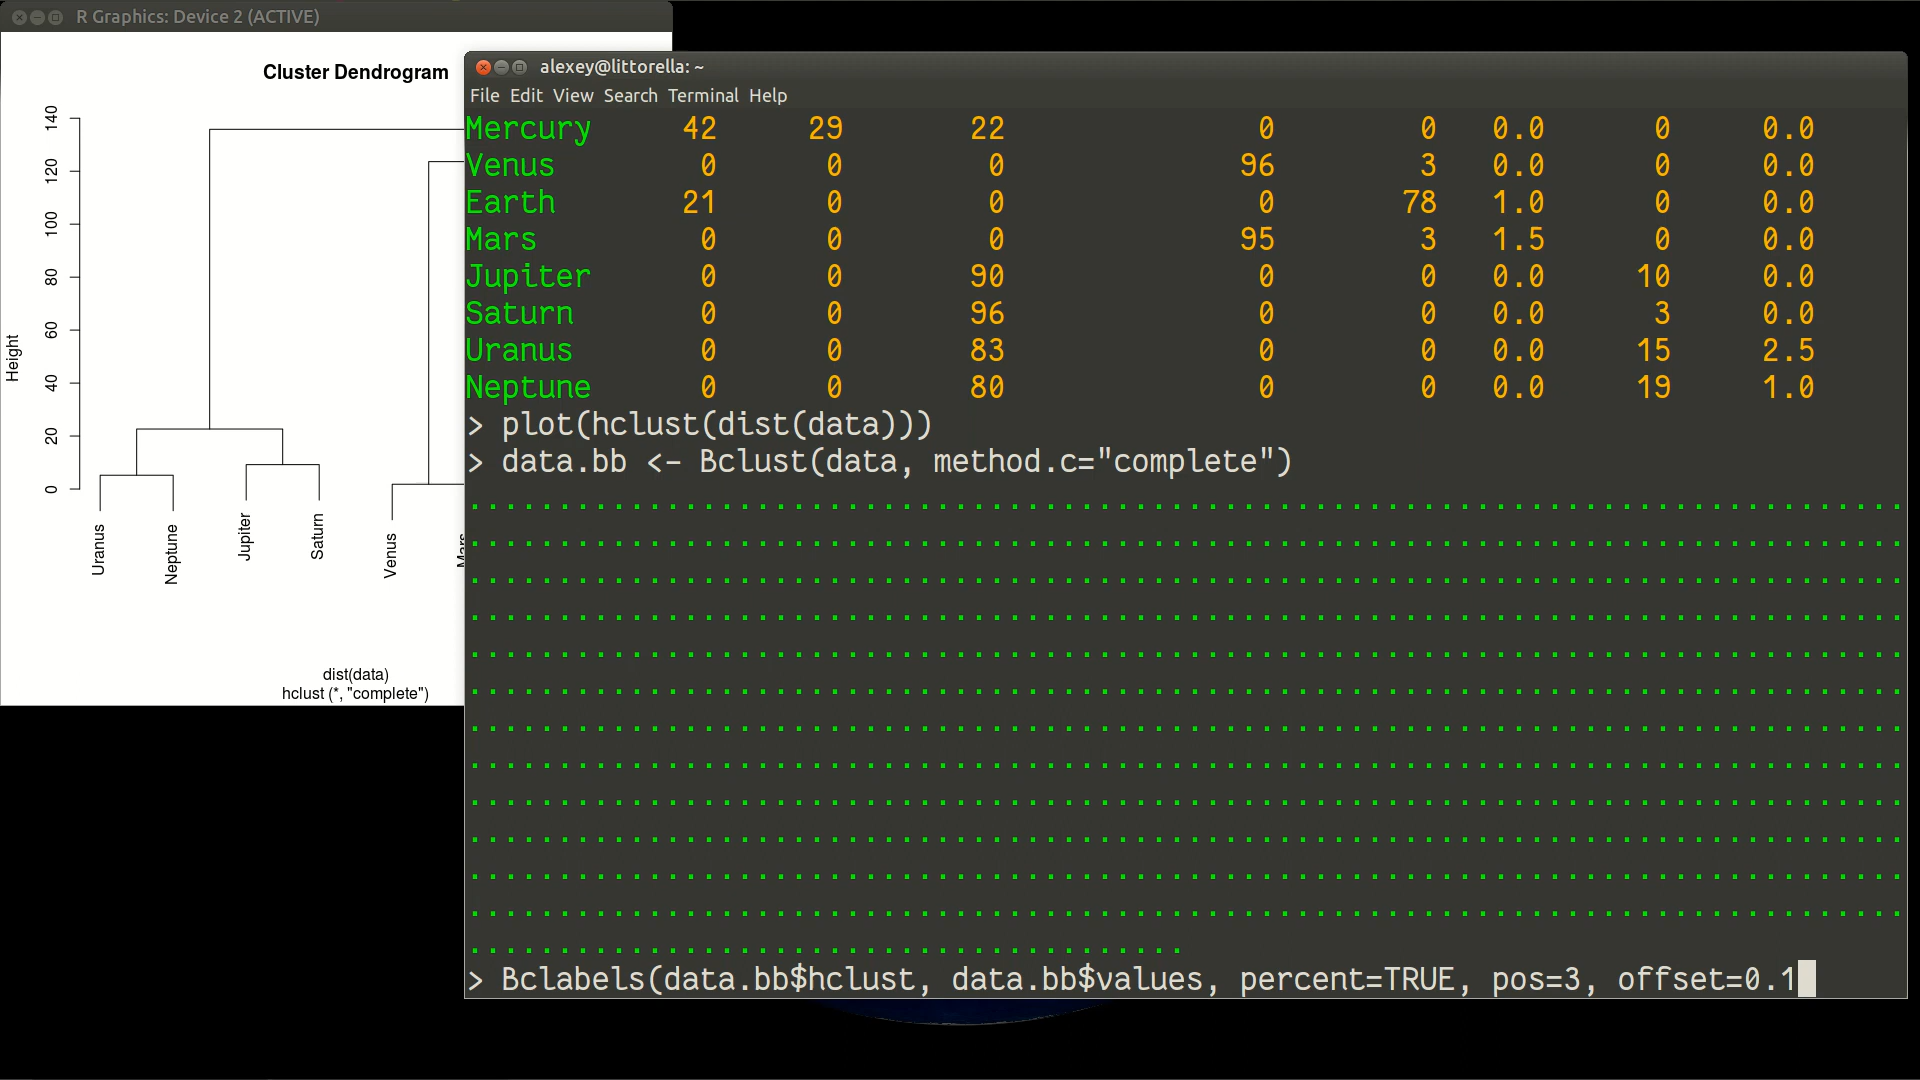 R Graphics: Device 2 (ACTIVE)
Cluster Dendrogram
Height
140
120
100
80
60
40
20
0
Uranus
Neptune
Jupiter
Saturn
Venus
Mars
dist(data)
hclust (*, "complete")
alexey@littorella: ~
File Edit View Search Terminal Help
Mercury 42 29 22 0 0 0.0 0 0.0
Venus 0 0 0 96 3 0.0 0 0.0
Earth 21 0 0 0 78 1.0 0 0.0
Mars 0 0 0 95 3 1.5 0 0.0
Jupiter 0 0 90 0 0 0.0 10 0.0
Saturn 0 0 96 0 0 0.0 3 0.0
Uranus 0 0 83 0 0 0.0 15 2.5
Neptune 0 0 80 0 0 0.0 19 1.0
> plot(hclust(dist(data)))
> data.bb <- Bclust(data, method.c="complete")
> Bclabels(data.bb$hclust, data.bb$values, percent=TRUE, pos=3, offset=0.1